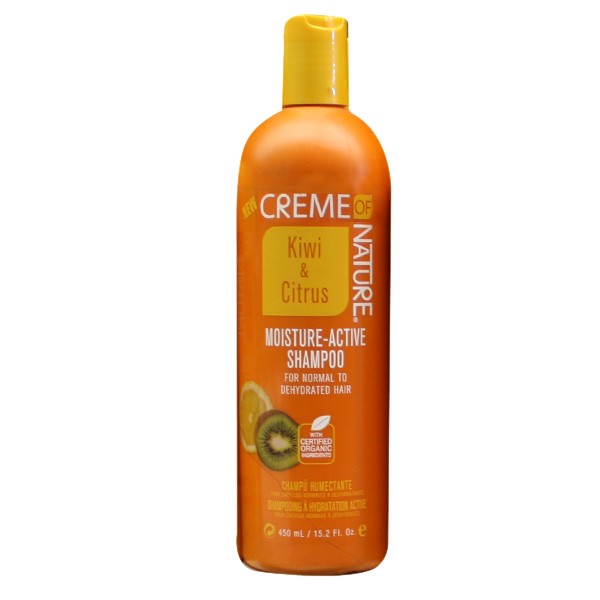 NEW
CREME OF
NATURE®
Kiwi
&
Citrus
MOISTURE-ACTIVE
SHAMPOO
FOR NORMAL TO
DEHYDRATED HAIR
WITH
CERTIFIED
ORGANIC
INGREDIENTS
CHAMPÚ HUMECTANTE
SHAMPOOING À HYDRATATION ACTIVE
450 mL / 15.2 Fl. Oz. e